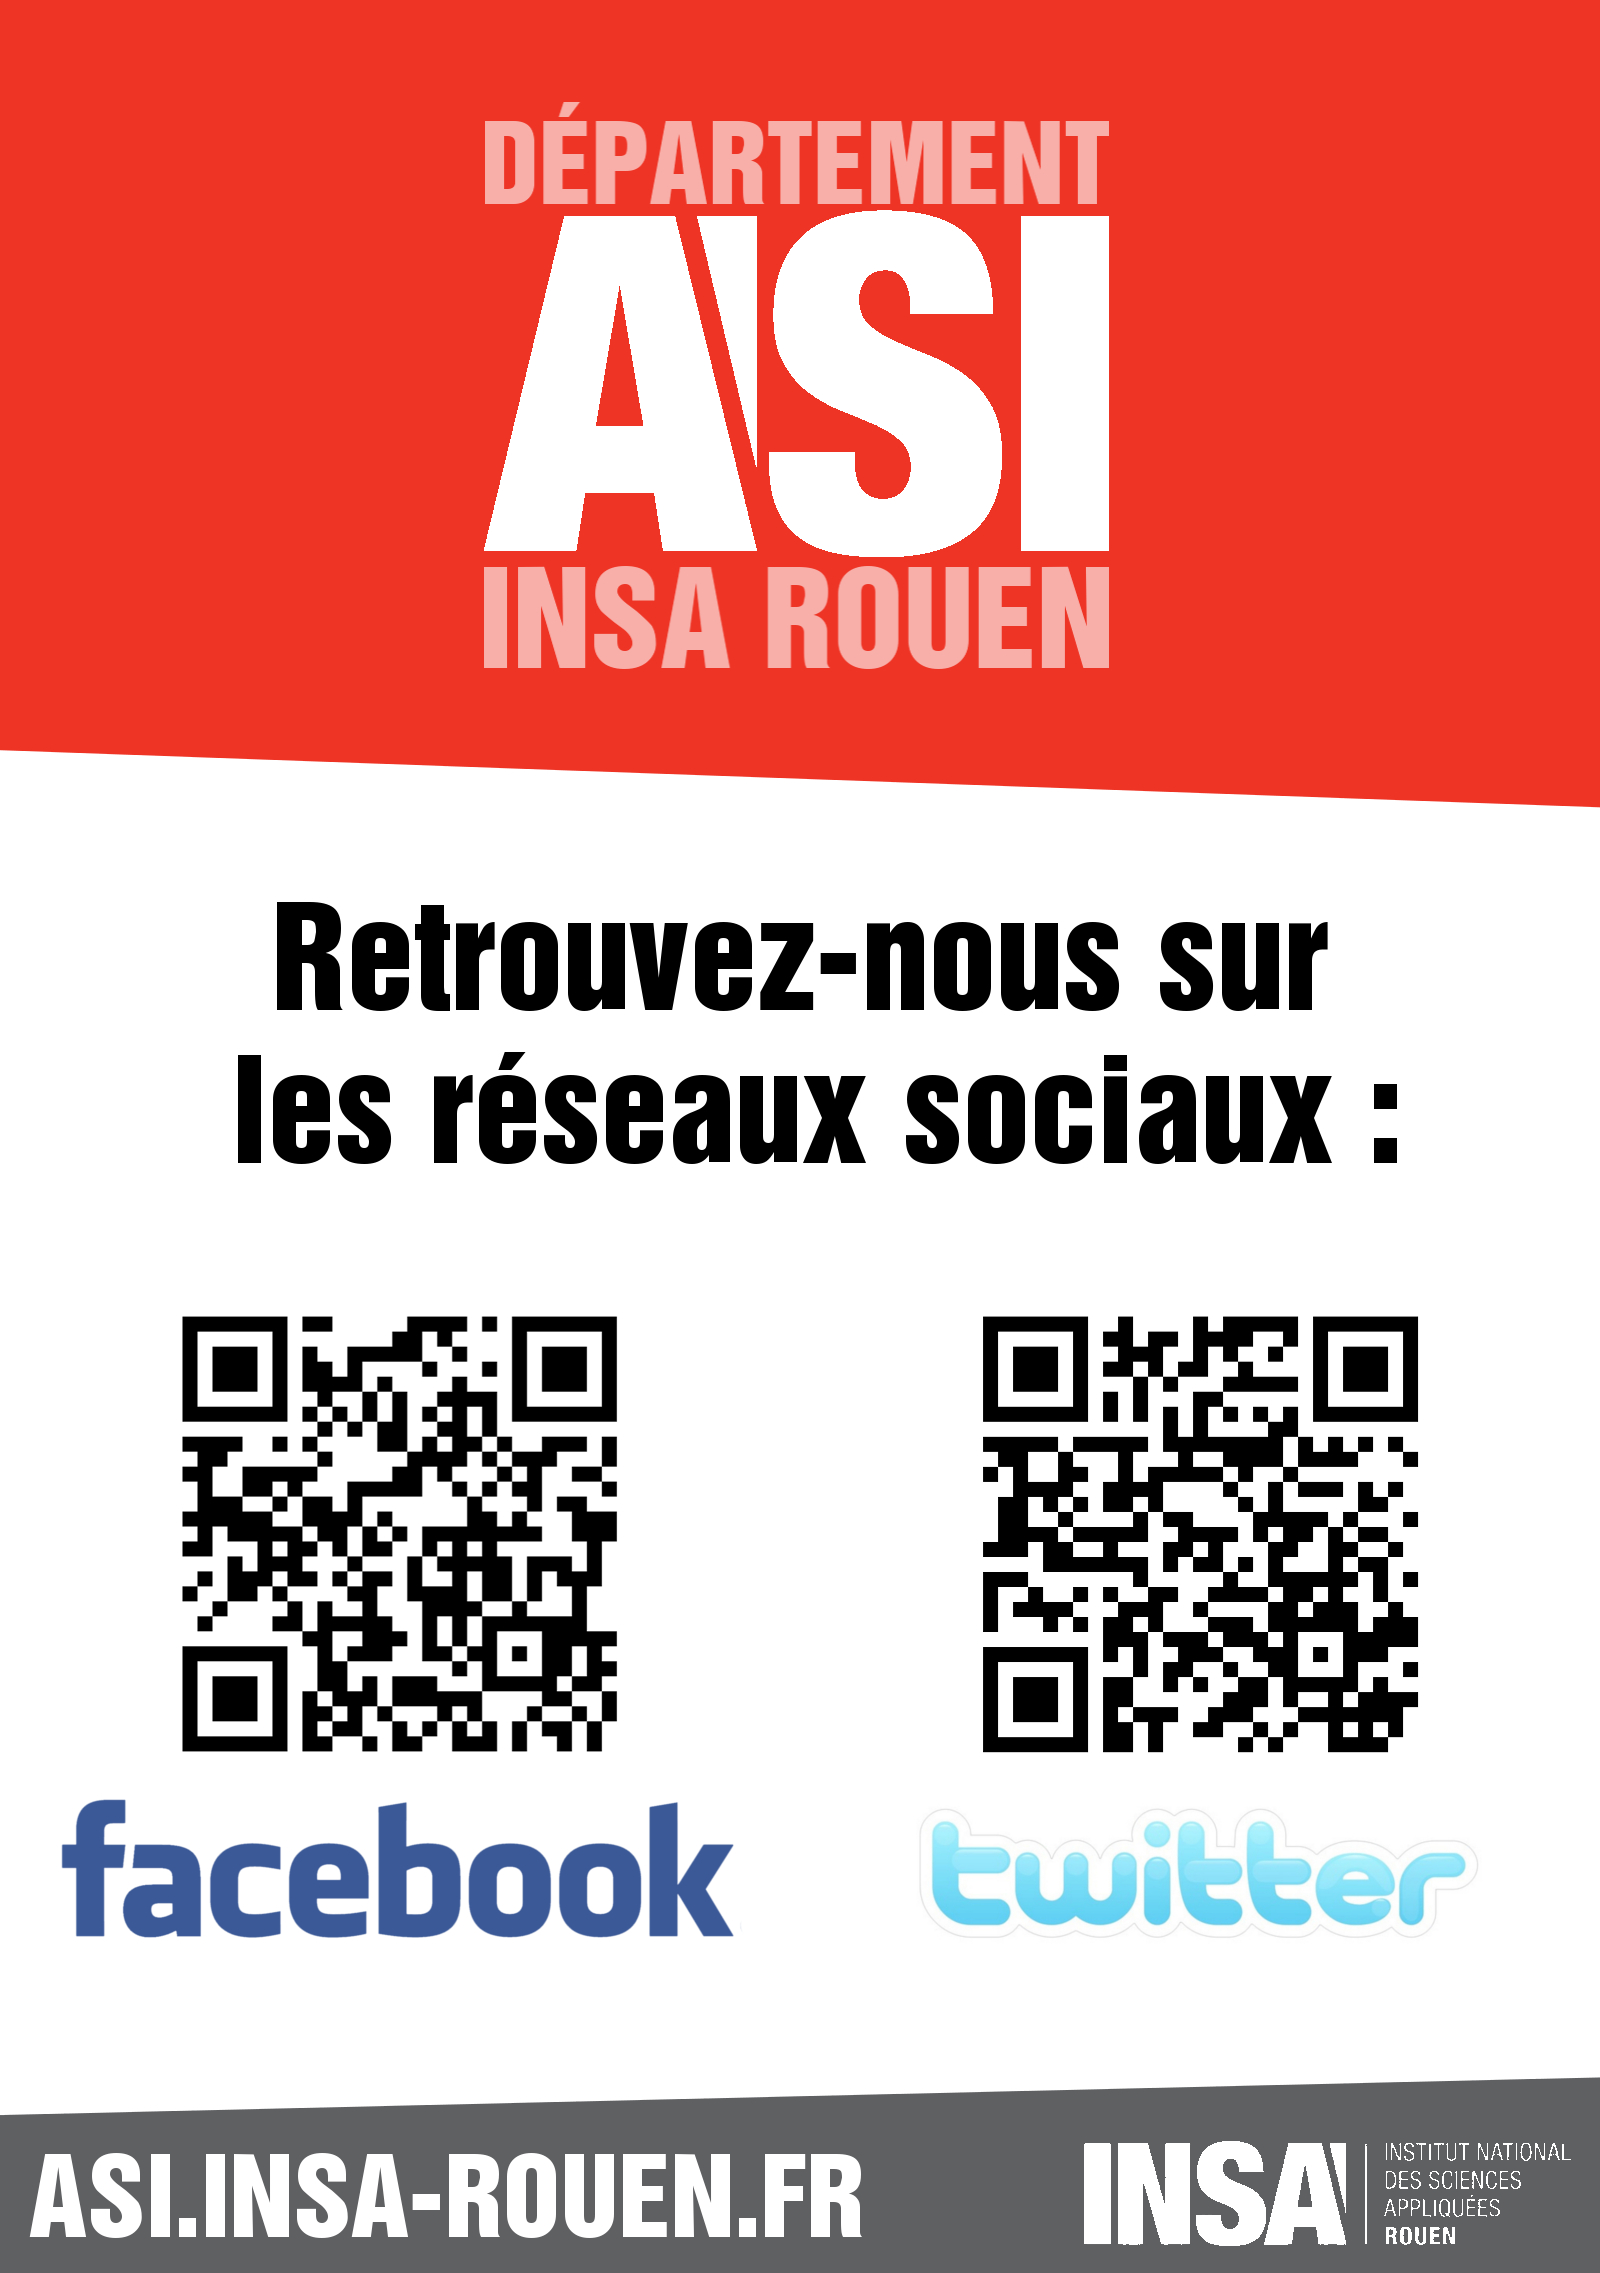 DÉPARTEMENT
ASI
INSA ROUEN
Retrouvez-nous sur
les réseaux sociaux :
facebook
twitter
ASI.INSA-ROUEN.FR
INSA
INSTITUT NATIONAL
DES SCIENCES
APPLIQUÉES
ROUEN